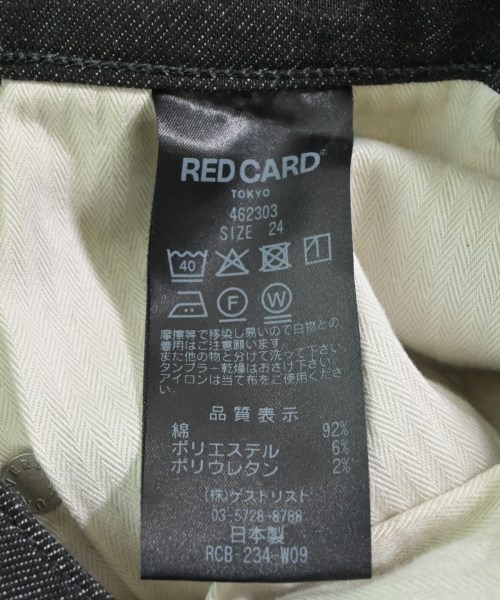 RED CARD®
TOKYO
462303
SIZE 24
40
F W
摩擦等で移染し易いので白物との
着用はご注意下さい。
また他の物と分けて洗って下さい。
タンブラー乾燥はおさけ下さい。
アイロンは当て布をご使用ください
品質表示
綿 92%
ポリエステル 6%
ポリウレタン 2%
(株)ゲストリスト
03-5728-8788
日本製
RCB-234-W09